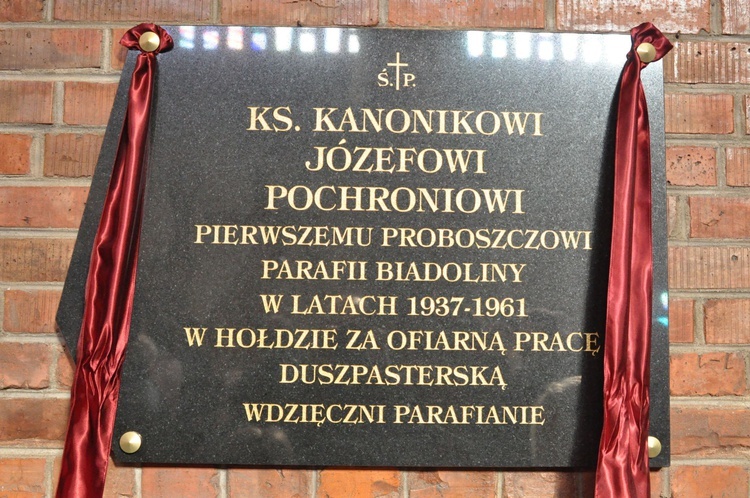 Ś. P.
KS. KANONIKOWI
JÓZEFOWI
POCHRONIOWI
PIERWSZEMU PROBOSZCZOWI
PARAFII BIADOLINY
W LATACH 1937-1961
W HOŁDZIE ZA OFIARNĄ PRACĘ
DUSZPASTERSKĄ
WDZIĘCZNI PARAFIANIE